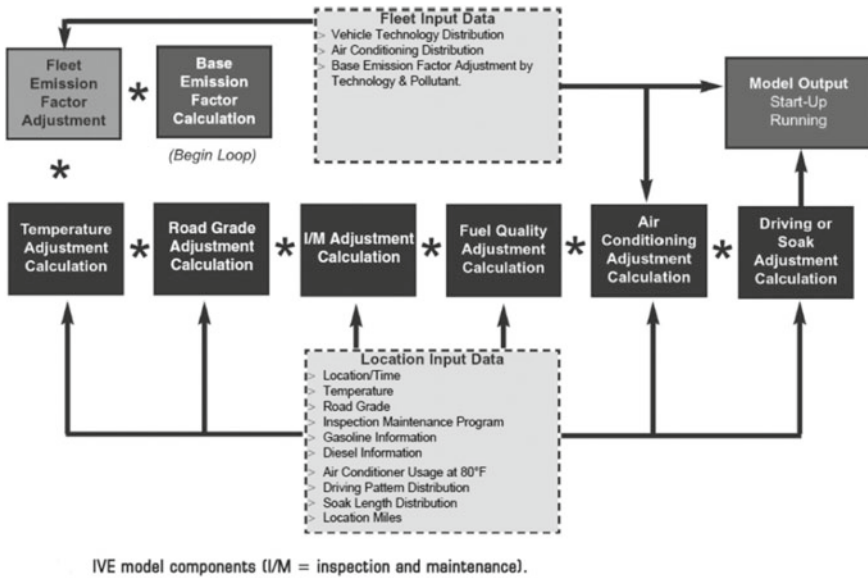 Fleet Input Data
> Vehicle Technology Distribution
> Air Conditioning Distribution
> Base Emission Factor Adjustment by
Technology & Pollutant.
Fleet
Emission
Factor
Adjustment
*
Base
Emission
Factor
Calculation
(Begin Loop)
Model Output
Start-Up
Running
*
Temperature
Adjustment
Calculation
*
Road Grade
Adjustment
Calculation
*
I/M Adjustment
Calculation
*
Fuel Quality
Adjustment
Calculation
*
Air
Conditioning
Adjustment
Calculation
*
Driving or
Soak
Adjustment
Calculation
Location Input Data
> Location/Time
> Temperature
> Road Grade
> Inspection Maintenance Program
> Gasoline Information
> Diesel Information
> Air Conditioner Usage at 80°F
> Driving Pattern Distribution
> Soak Length Distribution
> Location Miles
IVE model components (I/M = inspection and maintenance).